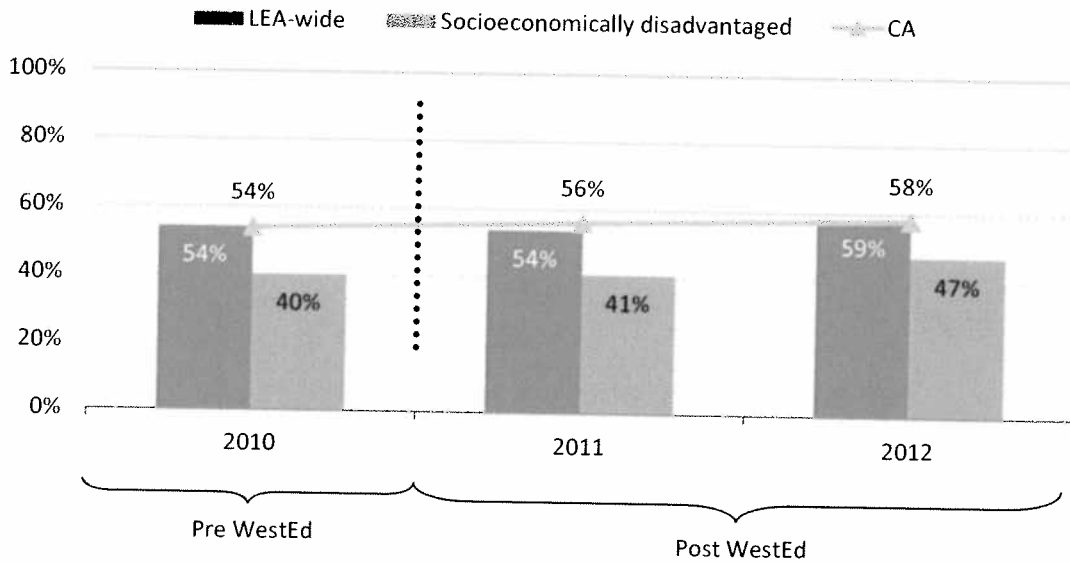 LEA-wide Socioeconomically disadvantaged CA
100%
80%
60%
40%
20%
0%
54% 56% 58%
54% 40% 54% 41% 59% 47%
2010 2011 2012
Pre WestEd Post WestEd